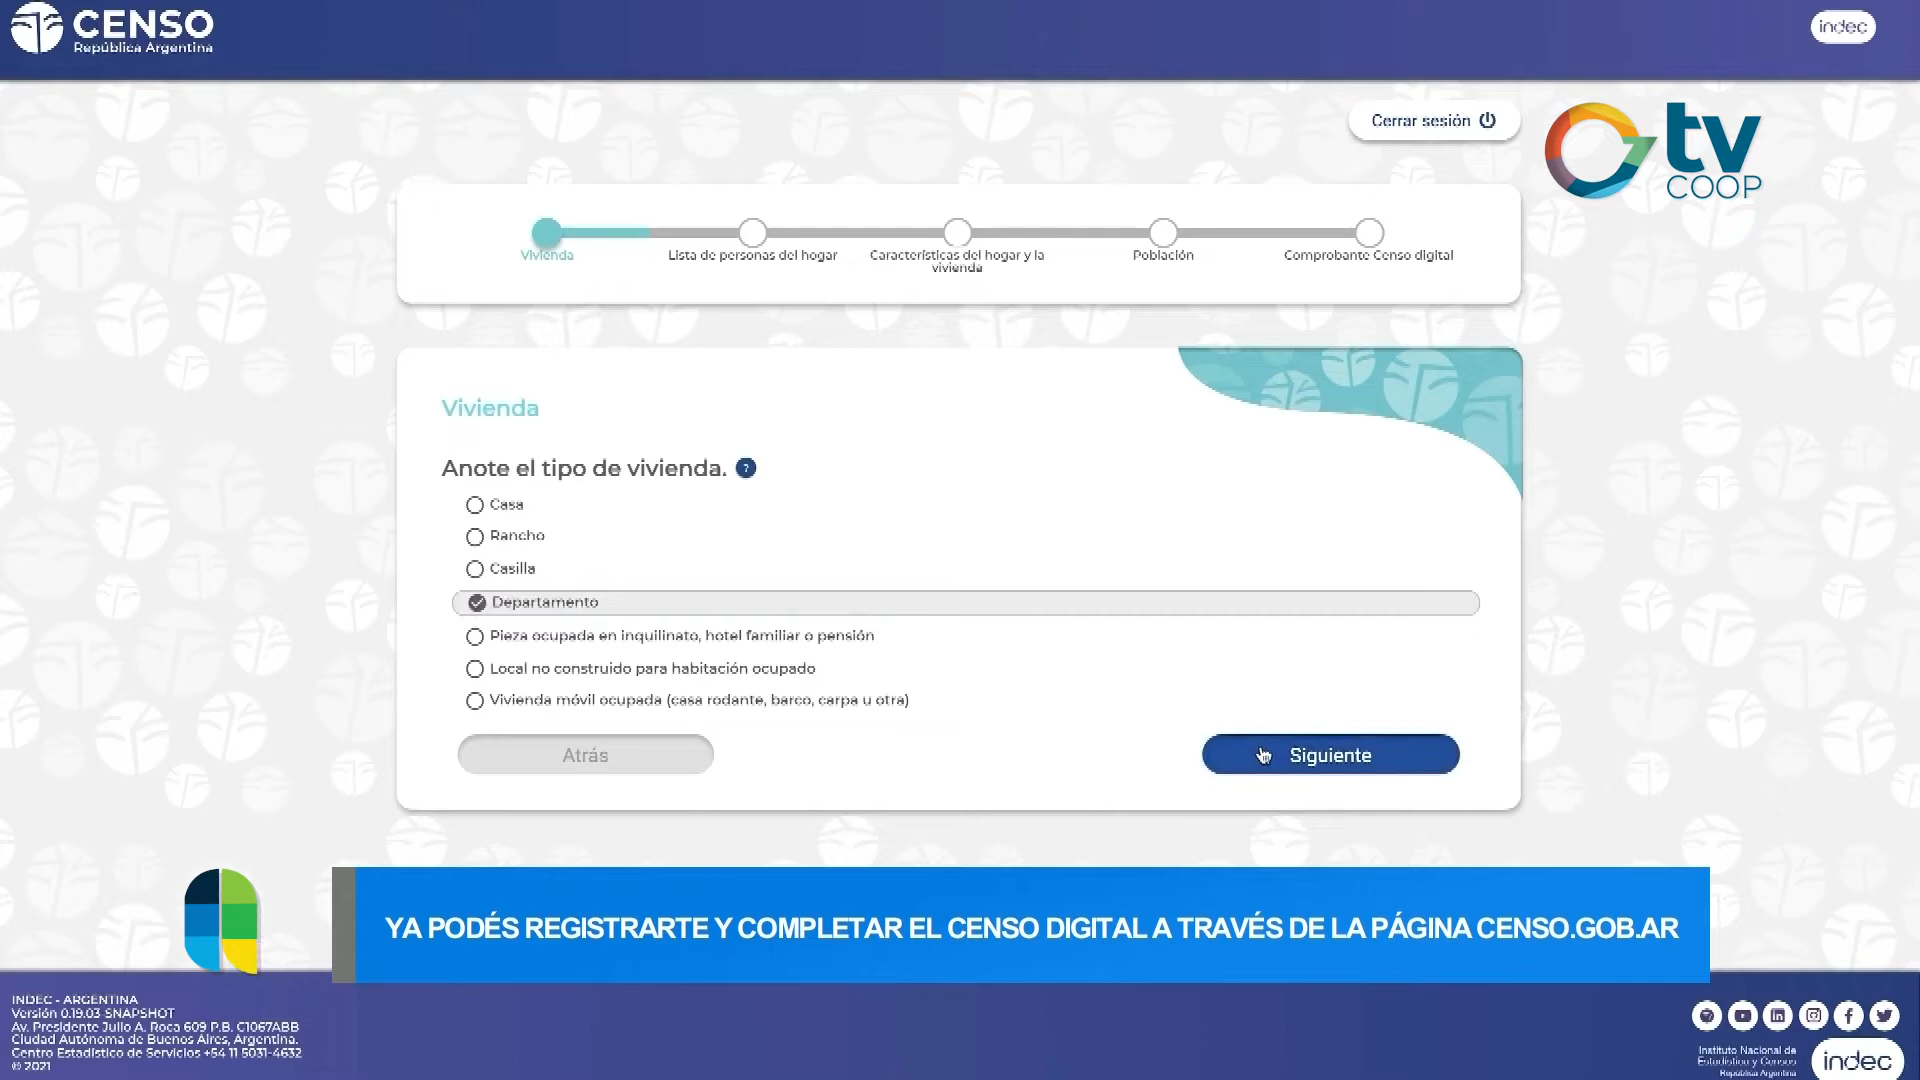 CENSO
República Argentina
indec
Cerrar sesión
tv
COOP
Vivienda
Lista de personas del hogar
Características del hogar y la
vivienda
Población
Comprobante Censo digital
Vivienda
Anote el tipo de vivienda. ?
Casa
Rancho
Casilla
Departamento
Pieza ocupada en inquilinato, hotel familiar o pensión
Local no construido para habitación ocupado
Vivienda móvil ocupada (casa rodante, barco, carpa u otra)
Atrás
Siguiente
YA PODÉS REGISTRARTE Y COMPLETAR EL CENSO DIGITAL A TRAVÉS DE LA PÁGINA CENSO.GOB.AR
INDEC - ARGENTINA
Versión 0.19.03-SNAPSHOT
Av. Presidente Julio A. Roca 609 P.B. C1067ABB
Ciudad Autónoma de Buenos Aires, Argentina.
Centro Estadístico de Servicios +54 11 5031-4632
© 2021
Instituto Nacional de
Estadística y Censos
República Argentina
indec